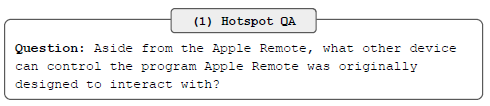 (1) Hotspot QA
Question: Aside from the Apple Remote, what other device
can control the program Apple Remote was originally
designed to interact with?